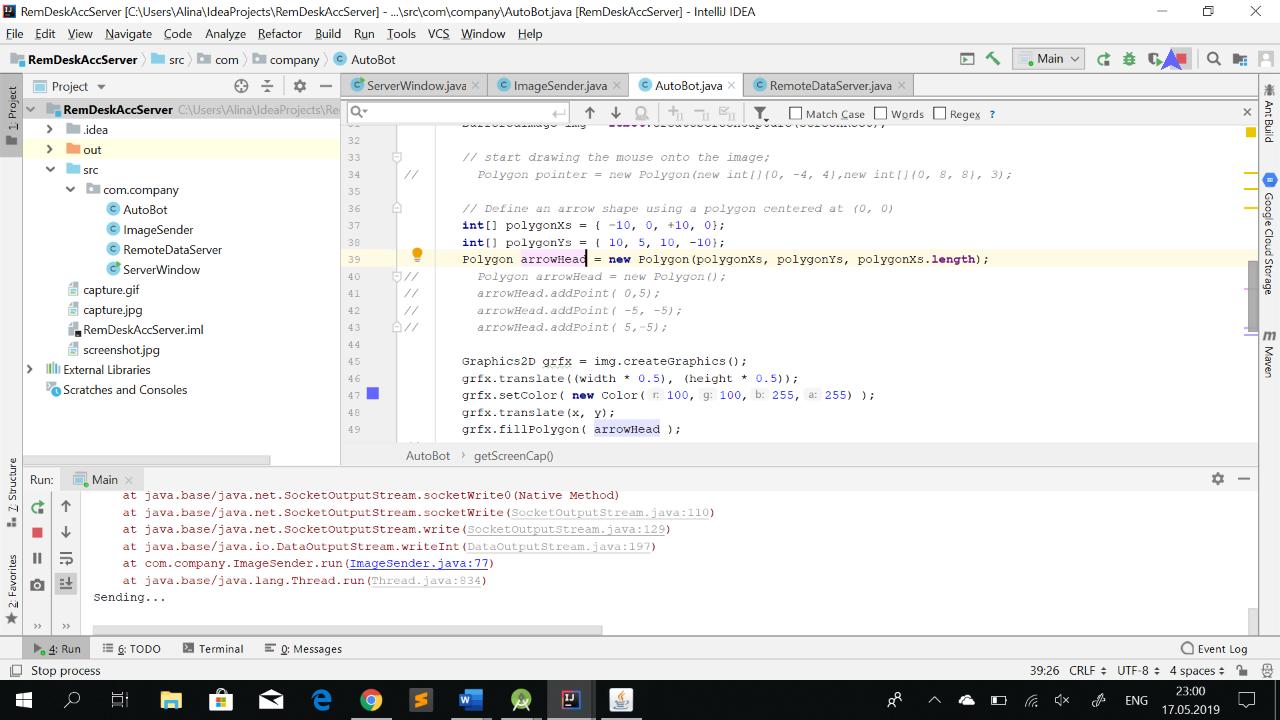 RemDeskAccServer [C:\Users\Alina\IdeaProjects\RemDeskAccServer] - ...\src\com\company\AutoBot.java [RemDeskAccServer] - IntelliJ IDEA
File Edit View Navigate Code Analyze Refactor Build Run Tools VCS Window Help
RemDeskAccServer src com company AutoBot Main
Project ServerWindow.java ImageSender.java AutoBot.java RemoteDataServer.java
1: Project
RemDeskAccServer C:\Users\Alina\IdeaProjects\Re
.idea
out
src
com.company
AutoBot
ImageSender
RemoteDataServer
ServerWindow
capture.gif
capture.jpg
RemDeskAccServer.iml
screenshot.jpg
External Libraries
Scratches and Consoles
Match Case Words Regex ?
32
33 // start drawing the mouse onto the image;
34 // Polygon pointer = new Polygon(new int[]{0, -4, 4},new int[]{0, 8, 8}, 3);
35
36 // Define an arrow shape using a polygon centered at (0, 0)
37 int[] polygonXs = { -10, 0, +10, 0};
38 int[] polygonYs = { 10, 5, 10, -10};
39 Polygon arrowHead = new Polygon(polygonXs, polygonYs, polygonXs.length);
40 // Polygon arrowHead = new Polygon();
41 // arrowHead.addPoint( 0,5);
42 // arrowHead.addPoint( -5, -5);
43 // arrowHead.addPoint( 5,-5);
44
45 Graphics2D grfx = img.createGraphics();
46 grfx.translate((width * 0.5), (height * 0.5));
47 grfx.setColor( new Color( r: 100, g: 100, b: 255, a: 255) );
48 grfx.translate(x, y);
49 grfx.fillPolygon( arrowHead );
AutoBot getScreenCap()
Ant Build
Google Cloud Storage
Maven
7: Structure
2: Favorites
Run: Main
at java.base/java.net.SocketOutputStream.socketWrite0(Native Method)
at java.base/java.net.SocketOutputStream.socketWrite(SocketOutputStream.java:110)
at java.base/java.net.SocketOutputStream.write(SocketOutputStream.java:129)
at java.base/java.io.DataOutputStream.writeInt(DataOutputStream.java:197)
at com.company.ImageSender.run(ImageSender.java:77)
at java.base/java.lang.Thread.run(Thread.java:834)
Sending...
4: Run 6: TODO Terminal 0: Messages Event Log
Stop process 39:26 CRLF UTF-8 4 spaces
ENG 23:00
17.05.2019